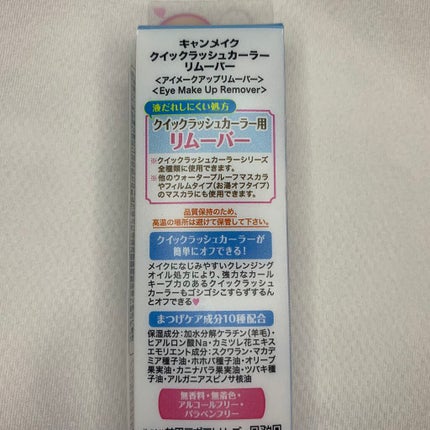 キャンメイク
クイックラッシュカーラー
リムーバー
<アイメークアップリムーバー>
<Eye Make Up Remover>
液だれしにくい処方
クイックラッシュカーラー用
リムーバー
※クイックラッシュカーラーシリーズ
全種類に使用できます。
※他のウォータープルーフマスカラ
やフィルムタイプ(お湯オフタイプ)
のマスカラにも使用できます。
品質保持のため、
高温の場所は避けて保管して下さい。
クイックラッシュカーラーが
簡単にオフできる!
メイクになじみやすいクレンジング
オイル処方により、強力なカール
キープ力のあるクイックラッシュ
カーラーもゴシゴシこすらずするん
とオフできる♥
まつげケア成分10種配合
保湿成分:加水分解ケラチン(羊毛)・
ヒアルロン酸Na・カミツレ花エキス
エモリエント成分:スクワラン・マカデ
ミア種子油・ホホバ種子油・オリーブ
果実油・カニナバラ果実油・ツバキ種
子油・アルガニアスピノサ核油
無香料・無着色・
アルコールフリー・
パラベンフリー